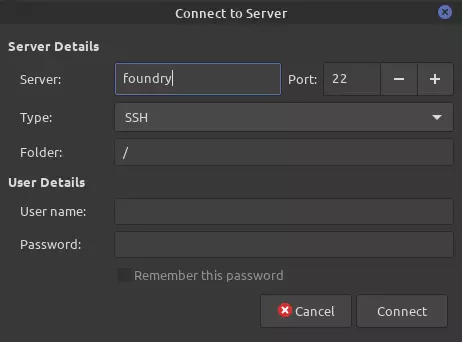 Connect to Server
Server Details
Server: foundry Port: 22
Type: SSH
Folder: /
User Details
User name:
Password:
Remember this password
Cancel Connect